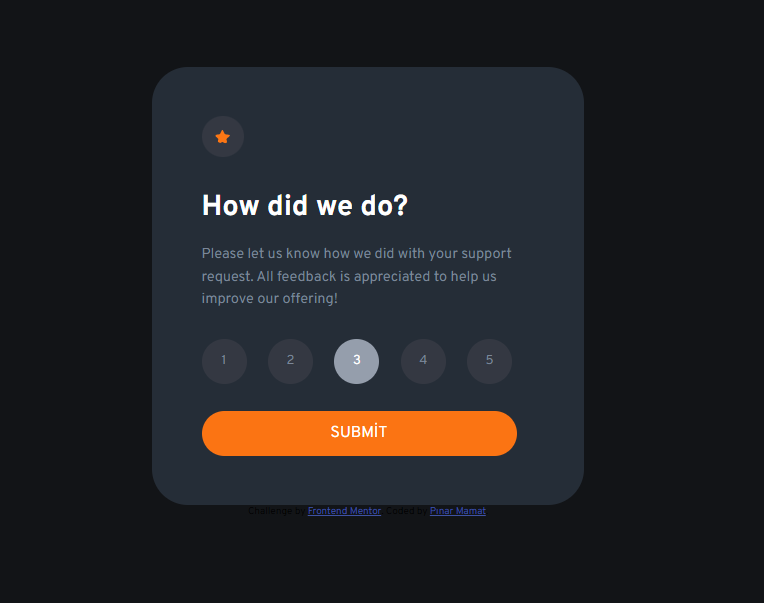 How did we do?
Please let us know how we did with your support
request. All feedback is appreciated to help us
improve our offering!
1 2 3 4 5
SUBMİT
Challenge by Frontend Mentor. Coded by Pınar Mamat